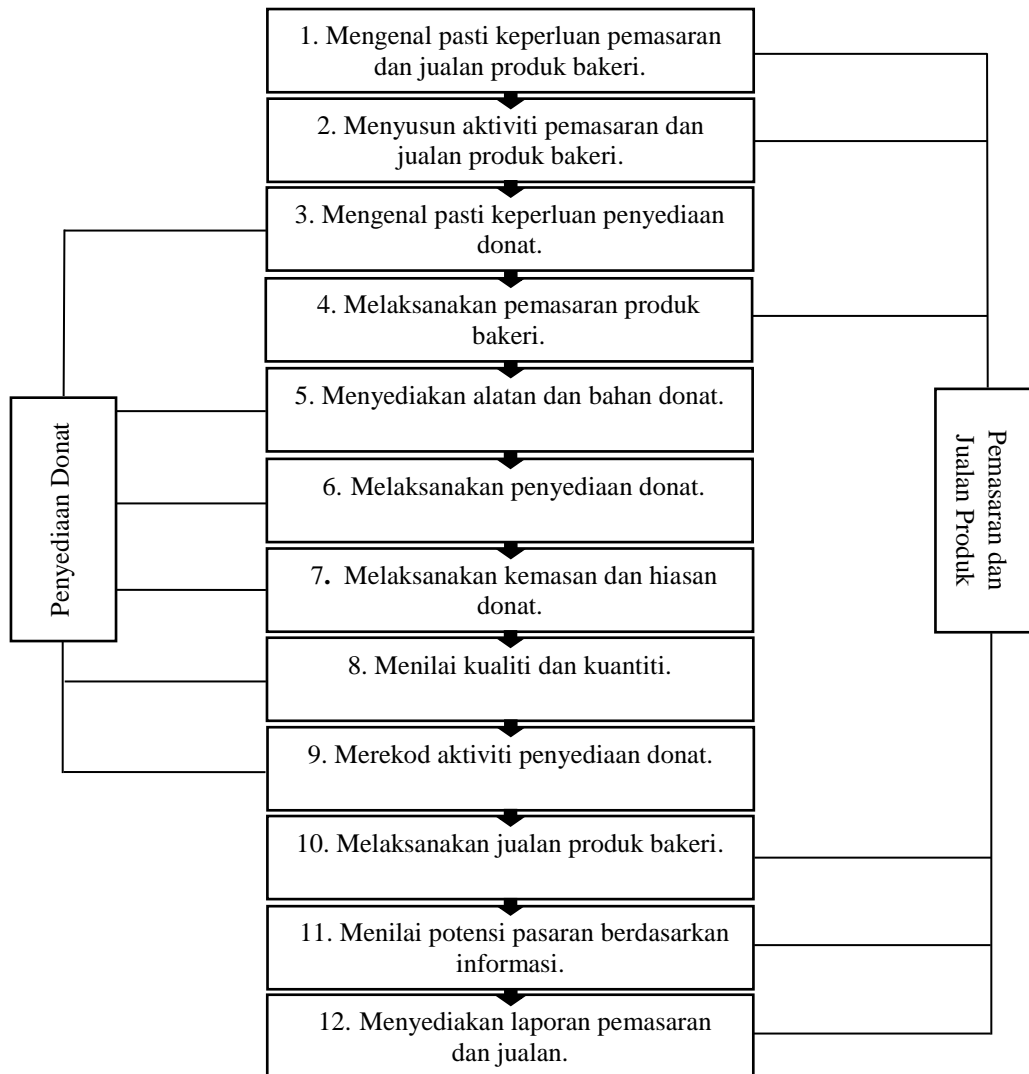 1. Mengenal pasti keperluan pemasaran
dan jualan produk bakeri.
2. Menyusun aktiviti pemasaran dan
jualan produk bakeri.
3. Mengenal pasti keperluan penyediaan
donat.
4. Melaksanakan pemasaran produk
bakeri.
5. Menyediakan alatan dan bahan donat.
6. Melaksanakan penyediaan donat.
7. Melaksanakan kemasan dan hiasan
donat.
8. Menilai kualiti dan kuantiti.
9. Merekod aktiviti penyediaan donat.
10. Melaksanakan jualan produk bakeri.
11. Menilai potensi pasaran berdasarkan
informasi.
12. Menyediakan laporan pemasaran
dan jualan.
Penyediaan Donat
Pemasaran dan
Jualan Produk